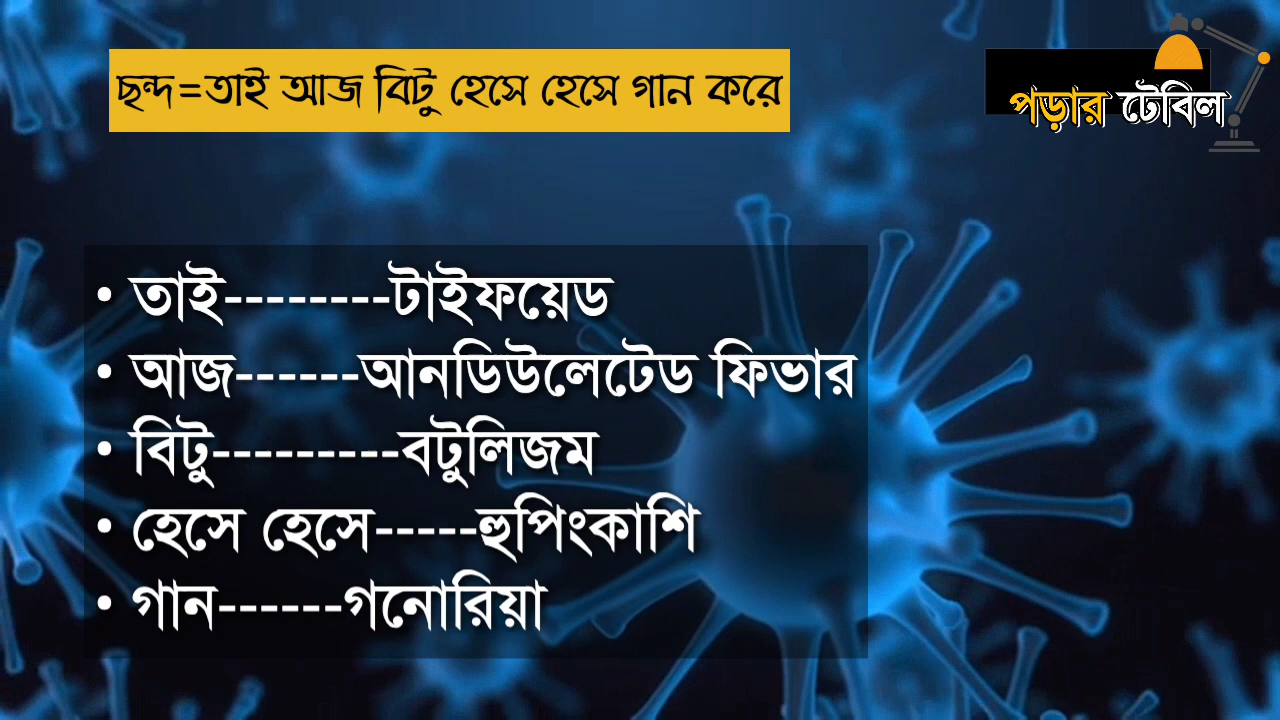 ছন্দ=তাই আজ বিটু হেসে হেসে গান করে
পড়ার টেবিল
• তাই--------টাইফয়েড
• আজ------আনডিউলেটেড ফিভার
• বিটু---------বটুলিজম
• হেসে হেসে-----হুপিংকাশি
• গান------গনোরিয়া